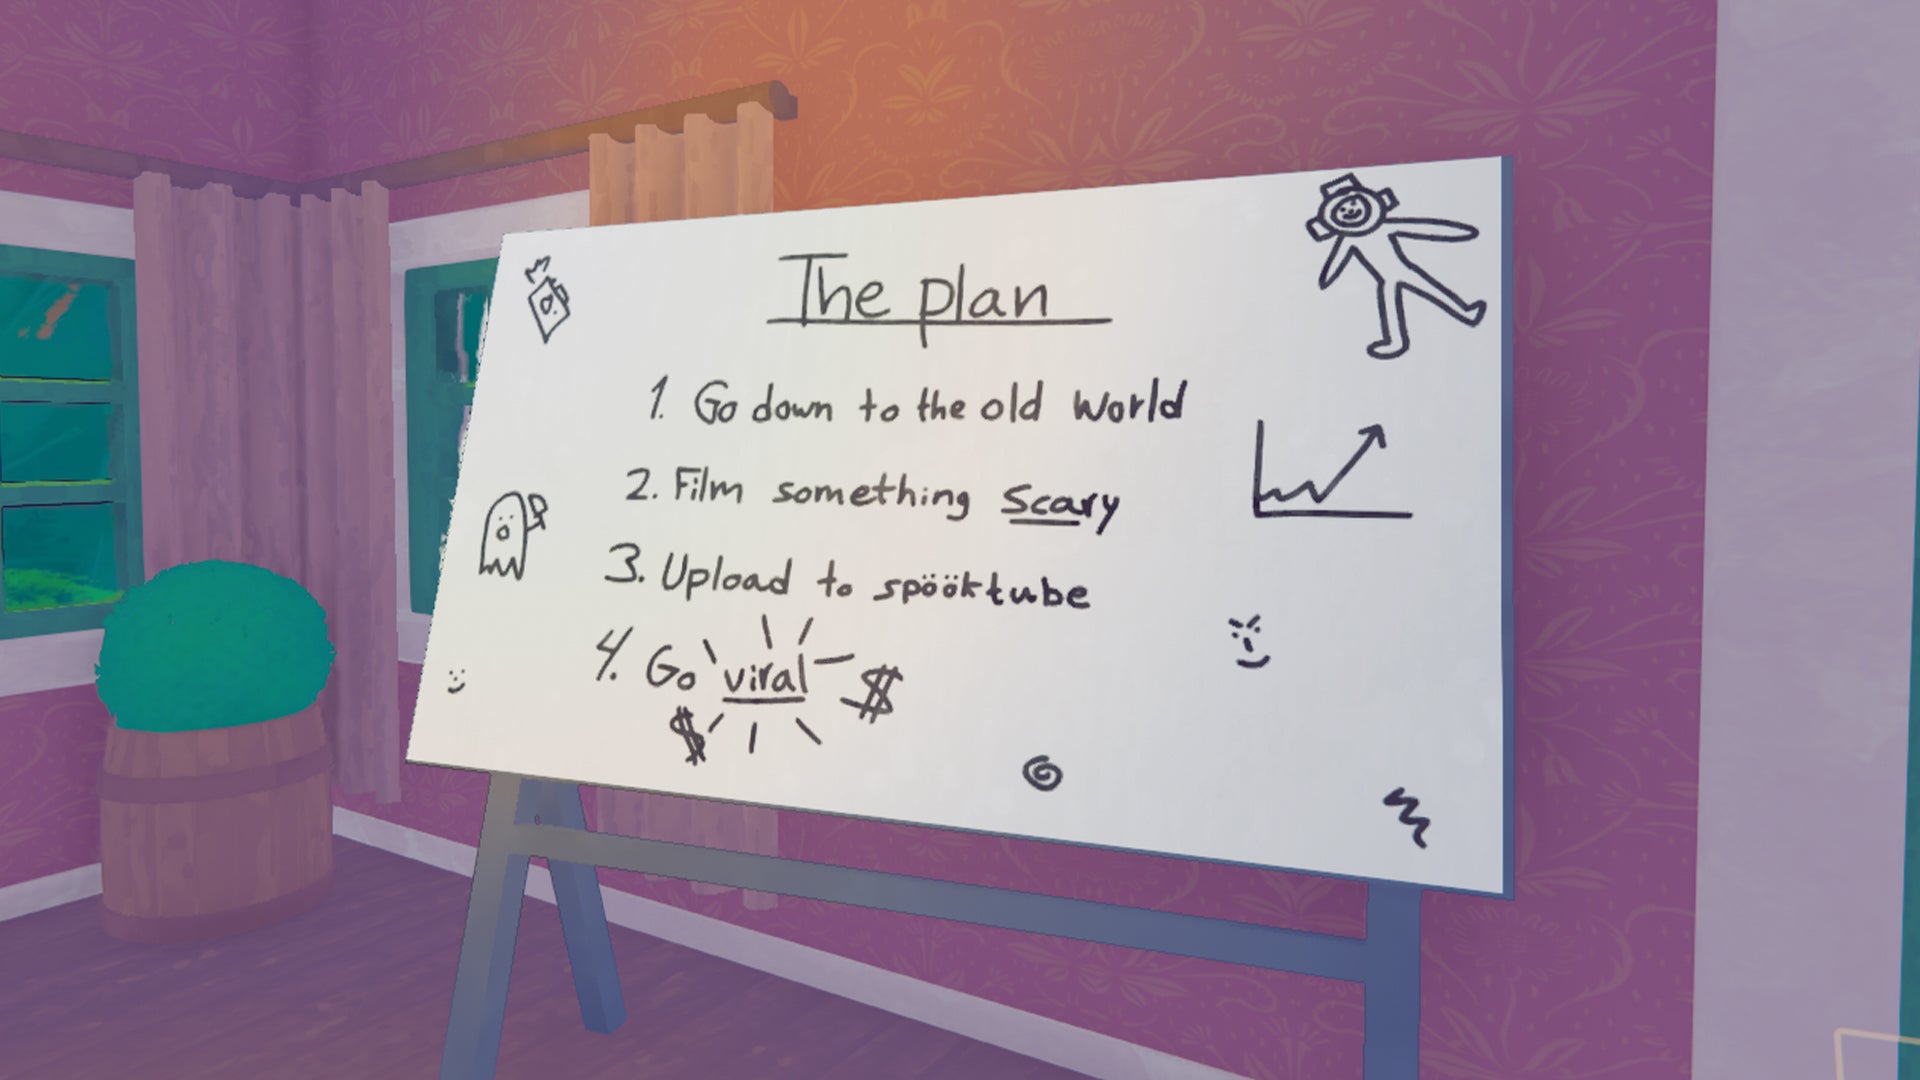 The plan
1. Go down to the old world
2. Film something scary
3. Upload to spööktube
4. Go viral $
$